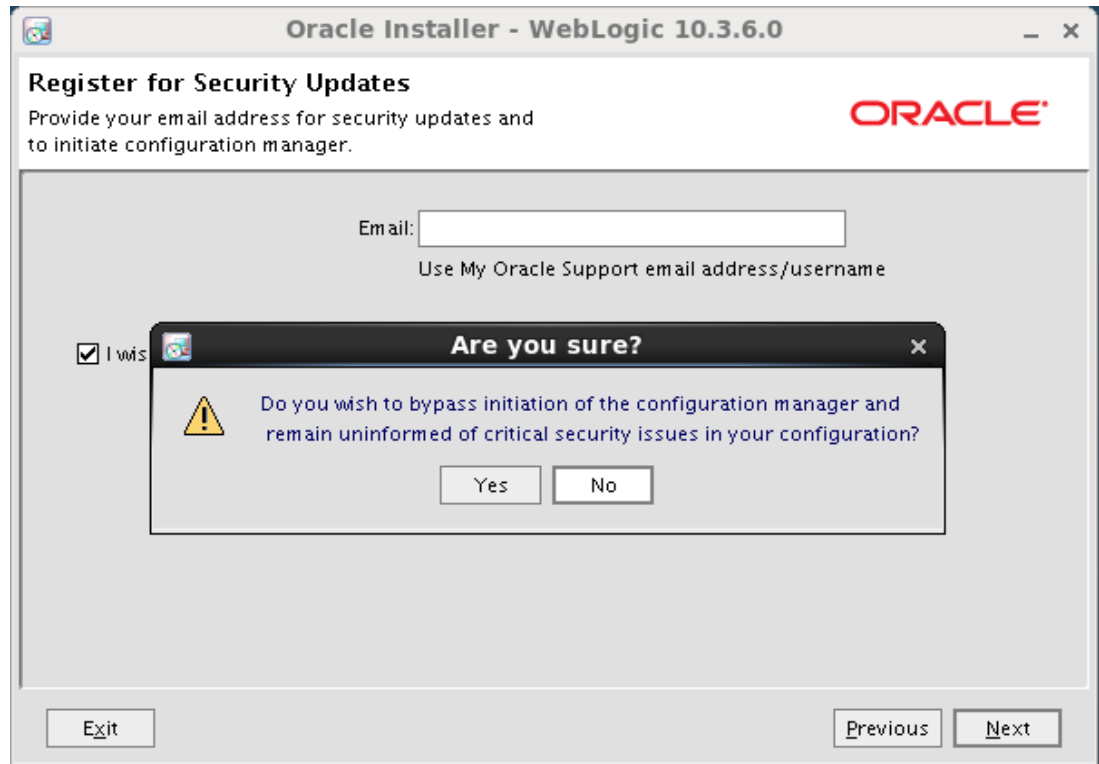 Oracle Installer - WebLogic 10.3.6.0
Register for Security Updates
Provide your email address for security updates and
to initiate configuration manager.
ORACLE
Email:
Use My Oracle Support email address/username
I wis
Are you sure?
Do you wish to bypass initiation of the configuration manager and
remain uninformed of critical security issues in your configuration?
Yes No
Exit Previous Next